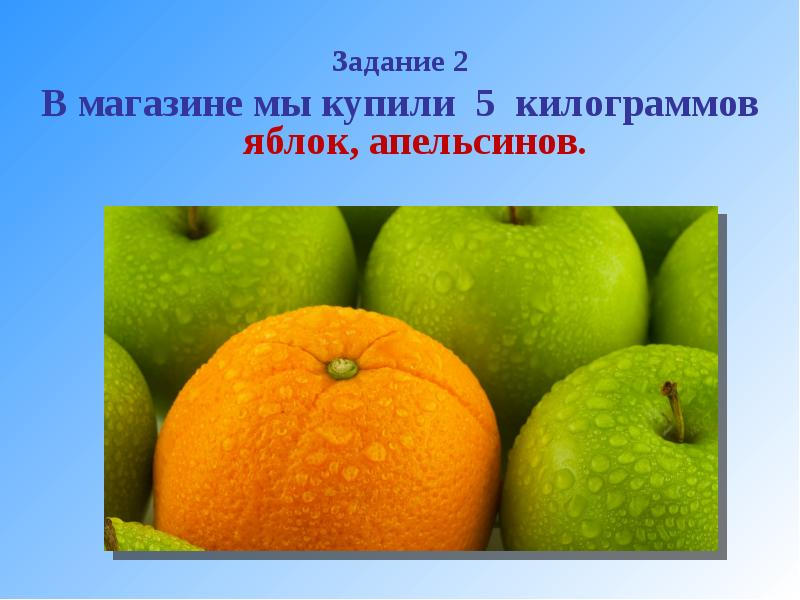 Задание 2
В магазине мы купили 5 килограммов
яблок, апельсинов.